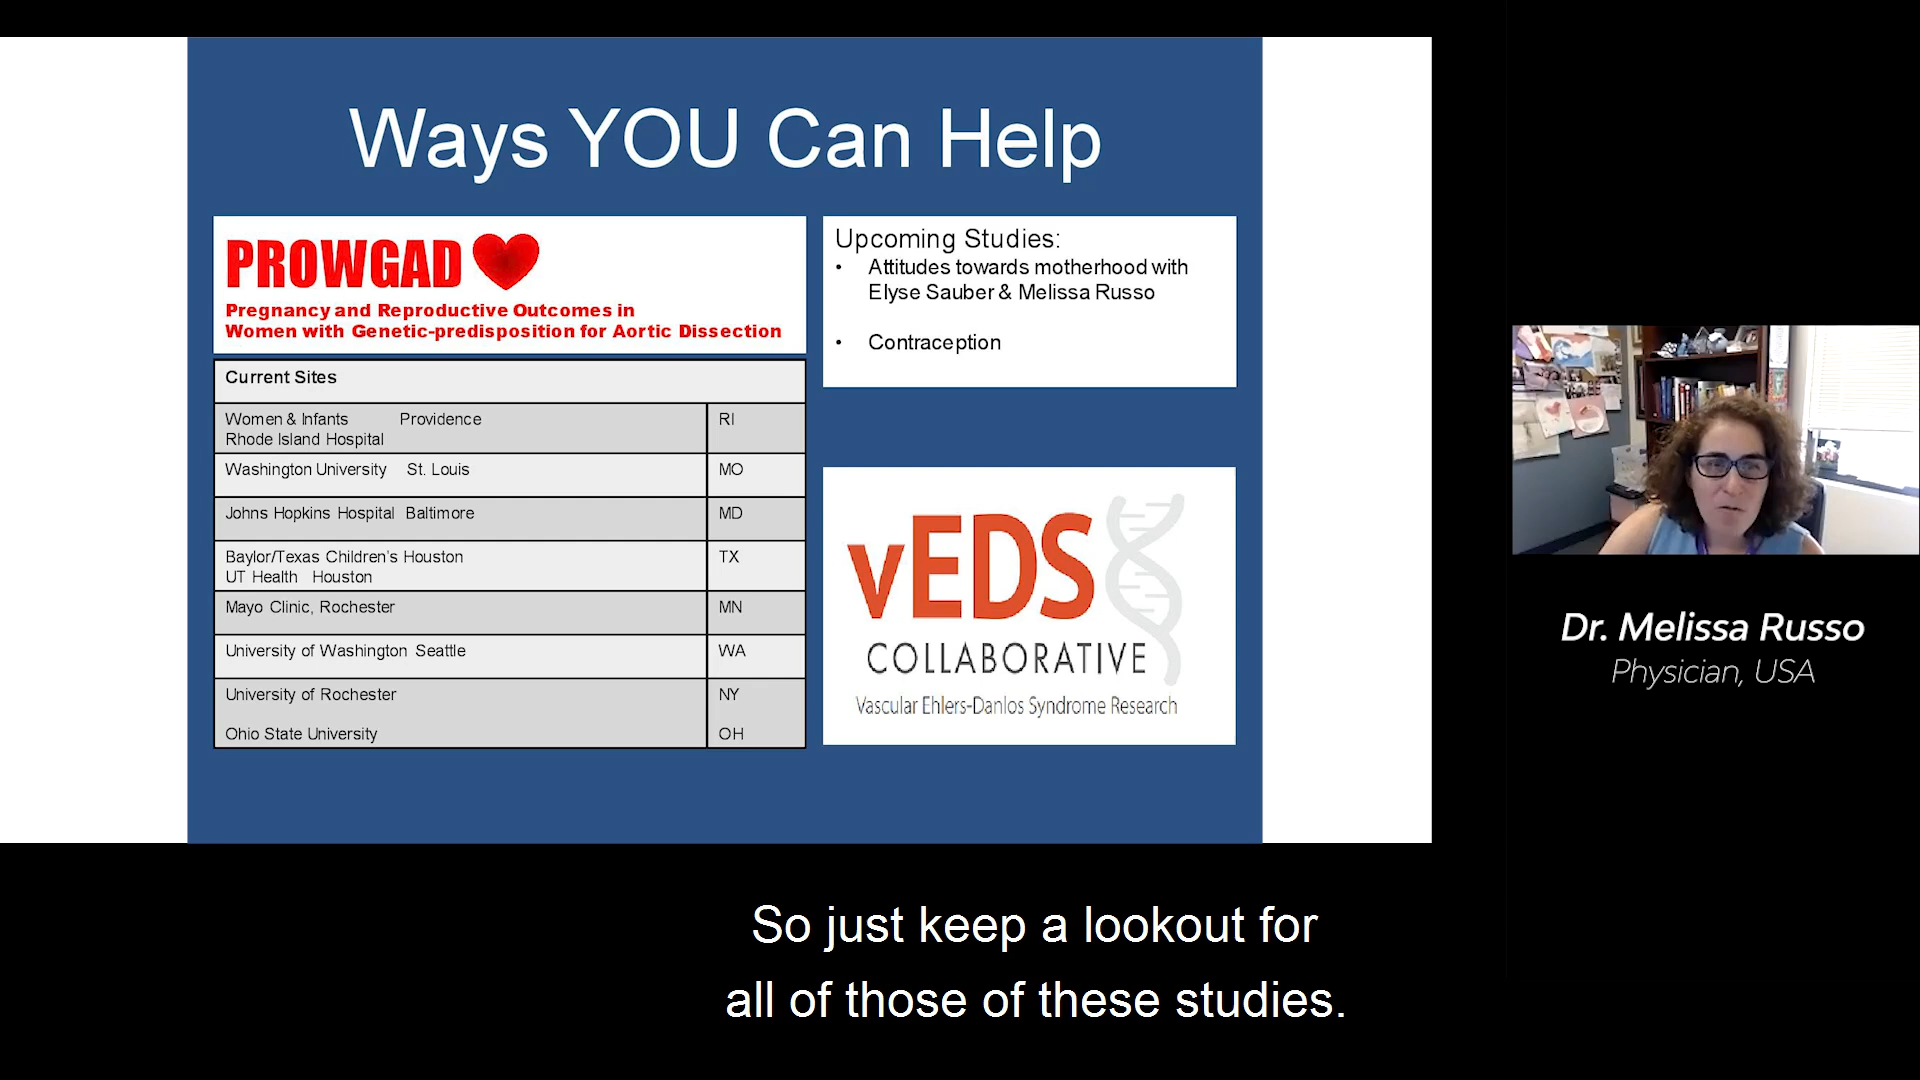 Ways YOU Can Help
PROWGAD
Pregnancy and Reproductive Outcomes in
Women with Genetic-predisposition for Aortic Dissection
Current Sites
Women & Infants Providence RI
Rhode Island Hospital
Washington University St. Louis MO
Johns Hopkins Hospital Baltimore MD
Baylor/Texas Children's Houston TX
UT Health Houston
Mayo Clinic, Rochester MN
University of Washington Seattle WA
University of Rochester NY
Ohio State University OH
Upcoming Studies:
• Attitudes towards motherhood with
Elyse Sauber & Melissa Russo
• Contraception
vEDS
COLLABORATIVE
Vascular Ehlers-Danlos Syndrome Research
Dr. Melissa Russo
Physician, USA
So just keep a lookout for
all of those of these studies.